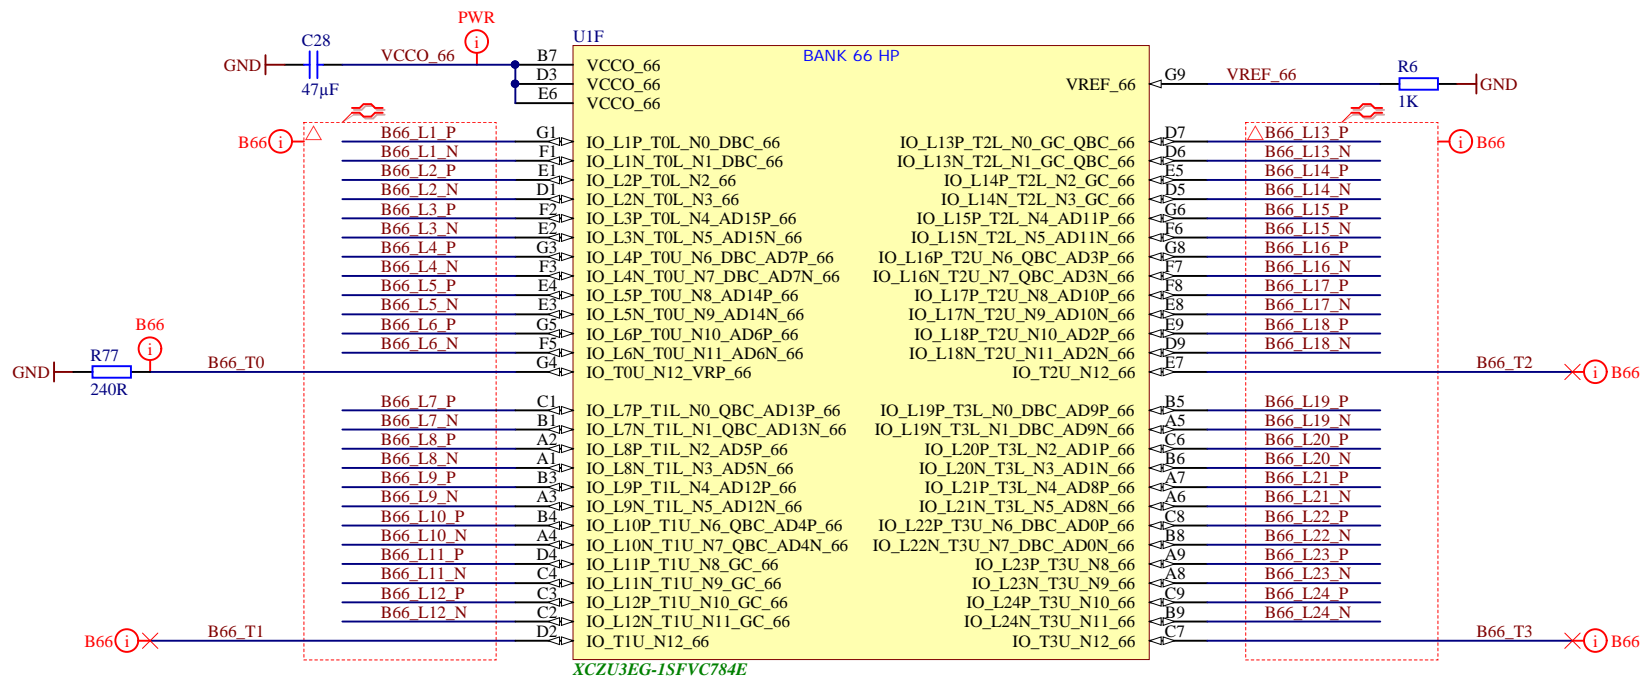 PWR
C28
GND
VCCO_66
47µF
U1F
BANK 66 HP
B7 VCCO_66
D3 VCCO_66
E6 VCCO_66
VREF_66 G9 VREF_66
R6
1K
GND
B66
B66_L1_P G1 IO_L1P_T0L_N0_DBC_66
B66_L1_N F1 IO_L1N_T0L_N1_DBC_66
B66_L2_P E1 IO_L2P_T0L_N2_66
B66_L2_N D1 IO_L2N_T0L_N3_66
B66_L3_P F2 IO_L3P_T0L_N4_AD15P_66
B66_L3_N E2 IO_L3N_T0L_N5_AD15N_66
B66_L4_P G3 IO_L4P_T0U_N6_DBC_AD7P_66
B66_L4_N F3 IO_L4N_T0U_N7_DBC_AD7N_66
B66_L5_P E4 IO_L5P_T0U_N8_AD14P_66
B66_L5_N E3 IO_L5N_T0U_N9_AD14N_66
B66_L6_P G5 IO_L6P_T0U_N10_AD6P_66
B66_L6_N F5 IO_L6N_T0U_N11_AD6N_66
B66
R77
GND
240R
B66_T0 G4 IO_T0U_N12_VRP_66
B66_L7_P C1 IO_L7P_T1L_N0_QBC_AD13P_66
B66_L7_N B1 IO_L7N_T1L_N1_QBC_AD13N_66
B66_L8_P A2 IO_L8P_T1L_N2_AD5P_66
B66_L8_N A1 IO_L8N_T1L_N3_AD5N_66
B66_L9_P B3 IO_L9P_T1L_N4_AD12P_66
B66_L9_N A3 IO_L9N_T1L_N5_AD12N_66
B66_L10_P B4 IO_L10P_T1U_N6_QBC_AD4P_66
B66_L10_N A4 IO_L10N_T1U_N7_QBC_AD4N_66
B66_L11_P D4 IO_L11P_T1U_N8_GC_66
B66_L11_N C4 IO_L11N_T1U_N9_GC_66
B66_L12_P C3 IO_L12P_T1U_N10_GC_66
B66_L12_N C2 IO_L12N_T1U_N11_GC_66
B66 B66_T1 D2 IO_T1U_N12_66
IO_L13P_T2L_N0_GC_QBC_66 D7 B66_L13_P
B66
IO_L13N_T2L_N1_GC_QBC_66 D6 B66_L13_N
IO_L14P_T2L_N2_GC_66 E5 B66_L14_P
IO_L14N_T2L_N3_GC_66 D5 B66_L14_N
IO_L15P_T2L_N4_AD11P_66 G6 B66_L15_P
IO_L15N_T2L_N5_AD11N_66 F6 B66_L15_N
IO_L16P_T2U_N6_QBC_AD3P_66 G8 B66_L16_P
IO_L16N_T2U_N7_QBC_AD3N_66 F7 B66_L16_N
IO_L17P_T2U_N8_AD10P_66 F8 B66_L17_P
IO_L17N_T2U_N9_AD10N_66 E8 B66_L17_N
IO_L18P_T2U_N10_AD2P_66 E9 B66_L18_P
IO_L18N_T2U_N11_AD2N_66 D9 B66_L18_N
IO_T2U_N12_66 E7 B66_T2 B66
IO_L19P_T3L_N0_DBC_AD9P_66 B5 B66_L19_P
IO_L19N_T3L_N1_DBC_AD9N_66 A5 B66_L19_N
IO_L20P_T3L_N2_AD1P_66 C6 B66_L20_P
IO_L20N_T3L_N3_AD1N_66 B6 B66_L20_N
IO_L21P_T3L_N4_AD8P_66 A7 B66_L21_P
IO_L21N_T3L_N5_AD8N_66 A6 B66_L21_N
IO_L22P_T3U_N6_DBC_AD0P_66 C8 B66_L22_P
IO_L22N_T3U_N7_DBC_AD0N_66 B8 B66_L22_N
IO_L23P_T3U_N8_66 A9 B66_L23_P
IO_L23N_T3U_N9_66 A8 B66_L23_N
IO_L24P_T3U_N10_66 C9 B66_L24_P
IO_L24N_T3U_N11_66 B9 B66_L24_N
IO_T3U_N12_66 C7 B66_T3 B66
XCZU3EG-1SFVC784E